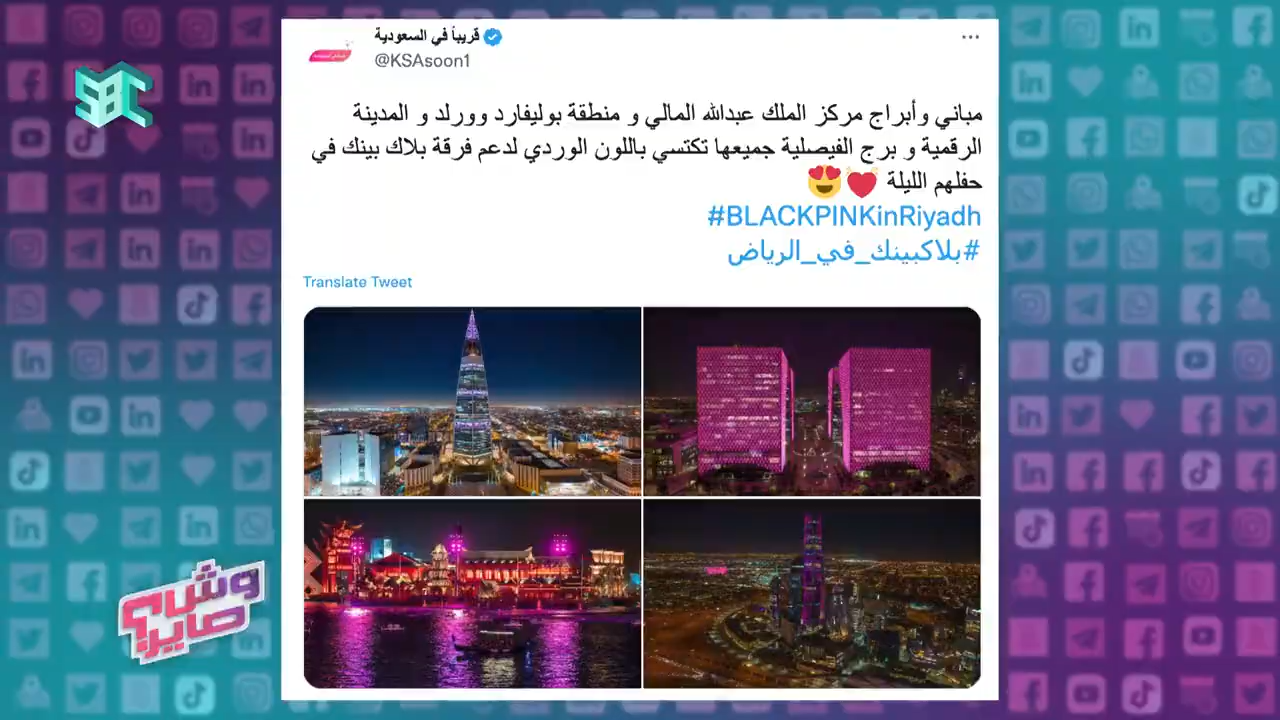 قريباً في السعودية
@KSAsoon1
SBC
مباني وأبراج مركز الملك عبدالله المالي و منطقة بوليفارد وورلد و المدينة
الرقمية و برج الفيصلية جميعها تكتسي باللون الوردي لدعم فرقة بلاك بينك في
حفلهم الليلة
#BLACKPINKinRiyadh
#بلاكبينك_في_الرياض
Translate Tweet
وش
صاير؟